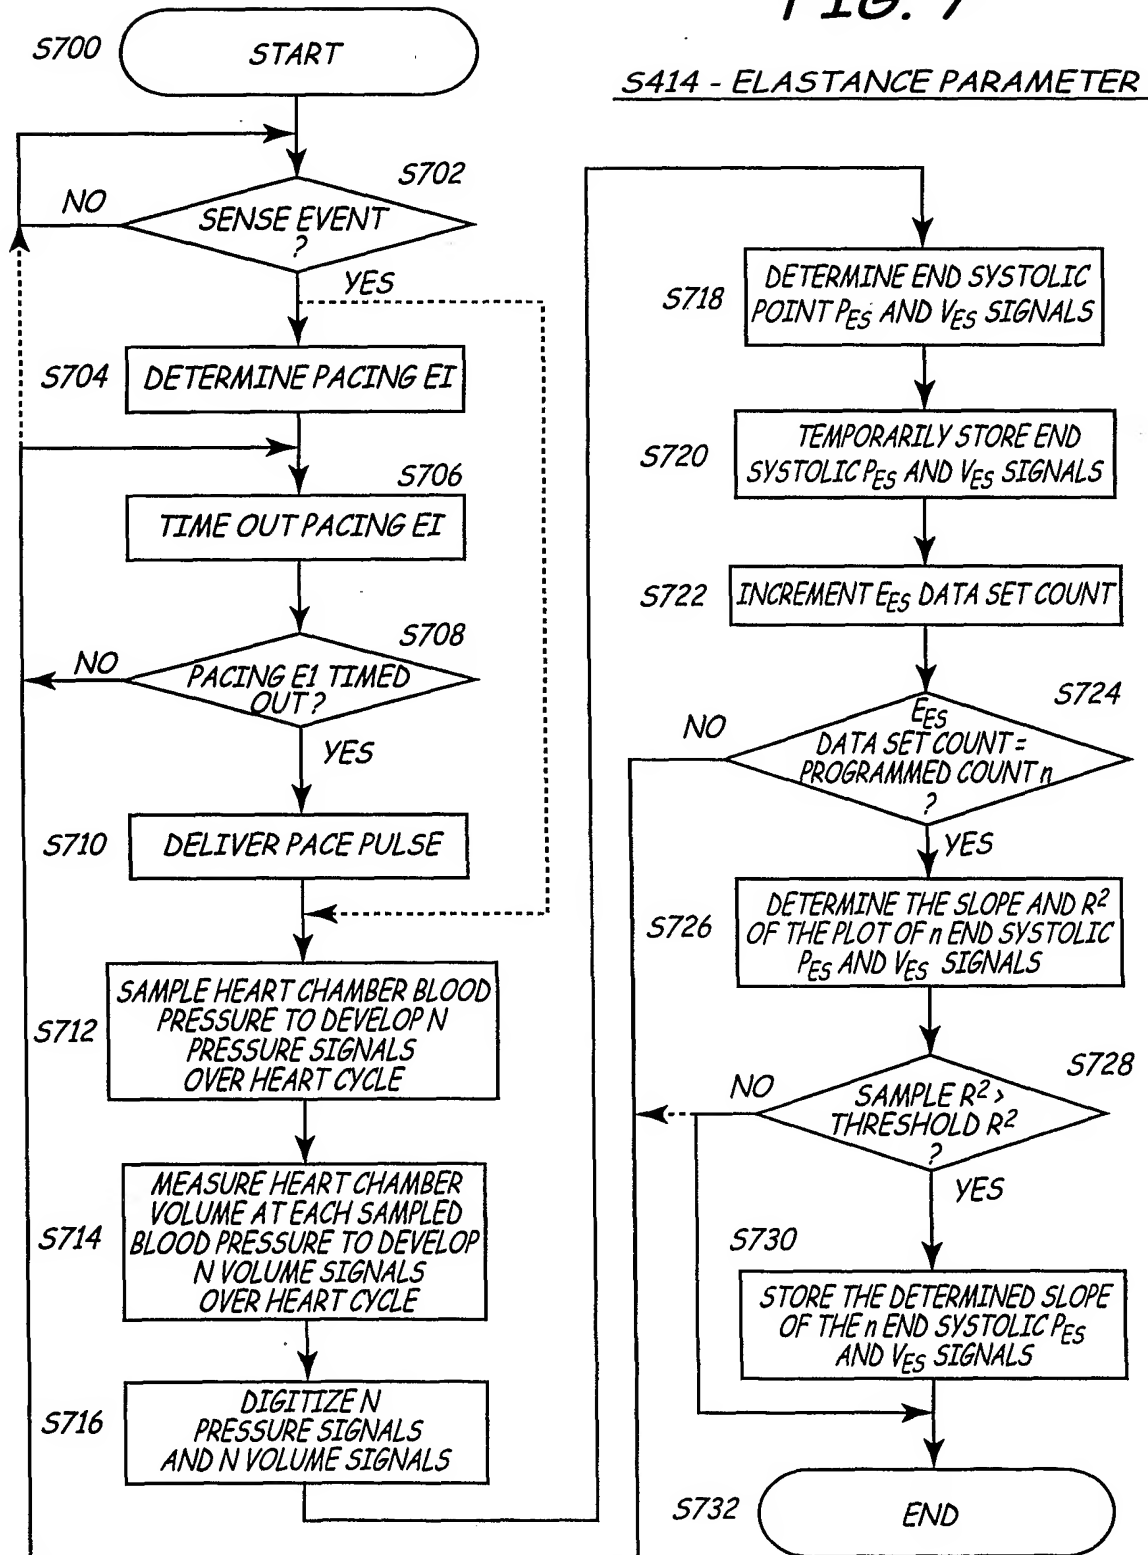 FIG. 7
S414 - ELASTANCE PARAMETER
S700
START
S702
SENSE EVENT
?
NO
YES
S704
DETERMINE PACING EI
S706
TIME OUT PACING EI
S708
PACING E1 TIMED
OUT?
NO
YES
S710
DELIVER PACE PULSE
S712
SAMPLE HEART CHAMBER BLOOD
PRESSURE TO DEVELOP N
PRESSURE SIGNALS
OVER HEART CYCLE
S714
MEASURE HEART CHAMBER
VOLUME AT EACH SAMPLED
BLOOD PRESSURE TO DEVELOP
N VOLUME SIGNALS
OVER HEART CYCLE
S716
DIGITIZE N
PRESSURE SIGNALS
AND N VOLUME SIGNALS
S718
DETERMINE END SYSTOLIC
POINT PES AND VES SIGNALS
S720
TEMPORARILY STORE END
SYSTOLIC PES AND VES SIGNALS
S722
INCREMENT EES DATA SET COUNT
S724
EES
DATA SET COUNT =
PROGRAMMED COUNT n
?
NO
YES
S726
DETERMINE THE SLOPE AND R²
OF THE PLOT OF n END SYSTOLIC
PES AND VES SIGNALS
S728
SAMPLE R² >
THRESHOLD R²
?
NO
YES
S730
STORE THE DETERMINED SLOPE
OF THE n END SYSTOLIC PES
AND VES SIGNALS
S732
END